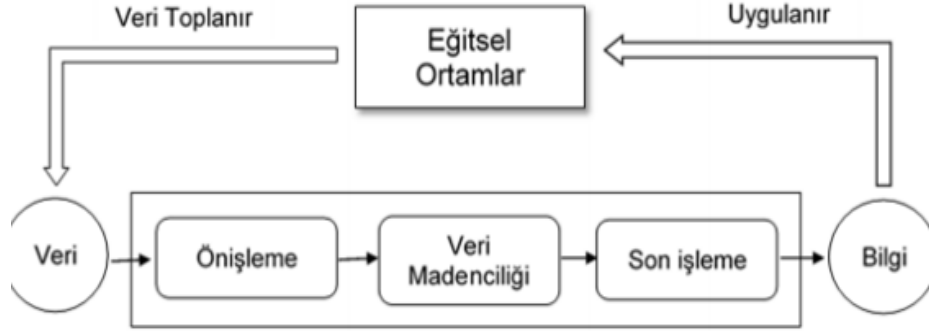 Veri Toplanır
Eğitsel
Ortamlar
Uygulanır
Veri
Önişleme
Veri
Madenciliği
Son işleme
Bilgi